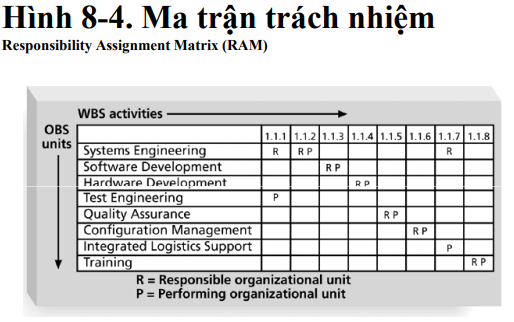 Hình 8-4. Ma trận trách nhiệm
Responsibility Assignment Matrix (RAM)
WBS activities
OBS units
1.1.1 1.1.2 1.1.3 1.1.4 1.1.5 1.1.6 1.1.7 1.1.8
Systems Engineering R R P R
Software Development R P
Hardware Development R P
Test Engineering P
Quality Assurance R P
Configuration Management R P
Integrated Logistics Support P
Training R P
R = Responsible organizational unit
P = Performing organizational unit